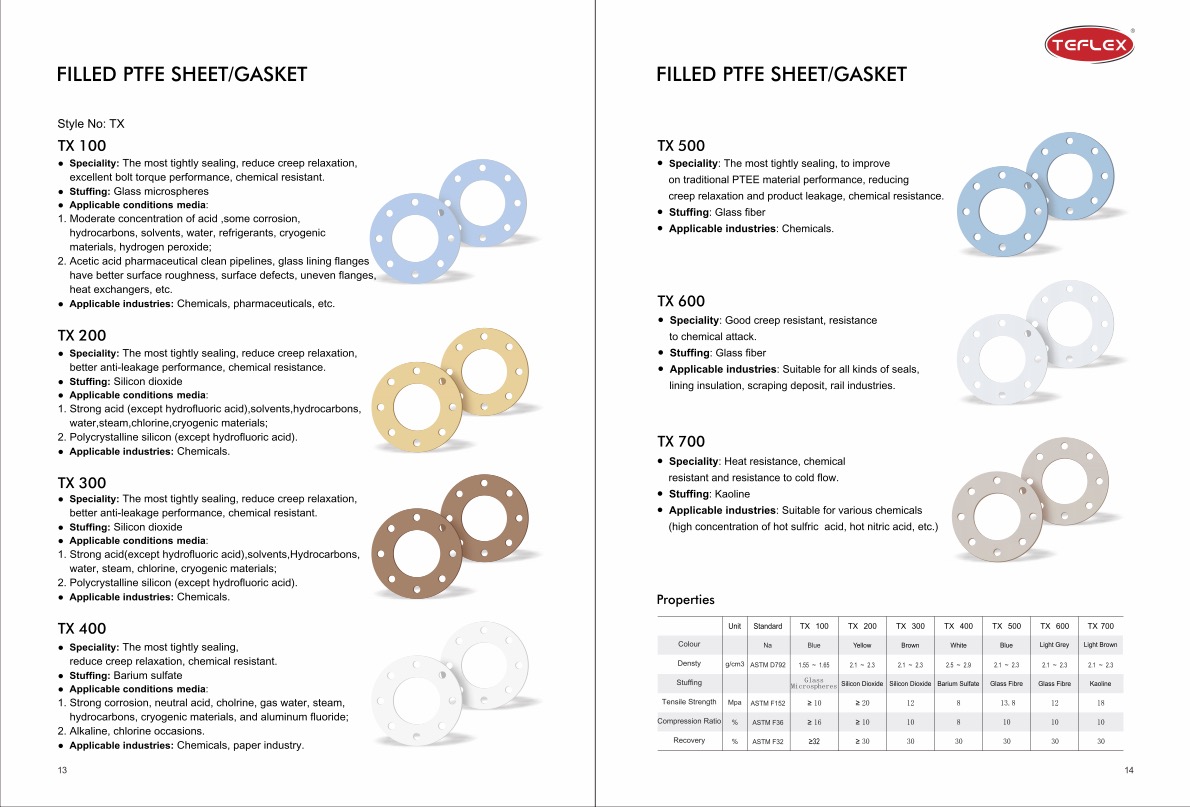 FILLED PTFE SHEET/GASKET
Style No: TX
TX 100
● Speciality: The most tightly sealing, reduce creep relaxation,
excellent bolt torque performance, chemical resistant.
● Stuffing: Glass microspheres
● Applicable conditions media:
1. Moderate concentration of acid ,some corrosion,
hydrocarbons, solvents, water, refrigerants, cryogenic
materials, hydrogen peroxide;
2. Acetic acid pharmaceutical clean pipelines, glass lining flanges
have better surface roughness, surface defects, uneven flanges,
heat exchangers, etc.
● Applicable industries: Chemicals, pharmaceuticals, etc.
TX 200
● Speciality: The most tightly sealing, reduce creep relaxation,
better anti-leakage performance, chemical resistance.
● Stuffing: Silicon dioxide
● Applicable conditions media:
1. Strong acid (except hydrofluoric acid),solvents,hydrocarbons,
water,steam,chlorine,cryogenic materials;
2. Polycrystalline silicon (except hydrofluoric acid).
● Applicable industries: Chemicals.
TX 300
● Speciality: The most tightly sealing, reduce creep relaxation,
better anti-leakage performance, chemical resistant.
● Stuffing: Silicon dioxide
● Applicable conditions media:
1. Strong acid(except hydrofluoric acid),solvents,Hydrocarbons,
water, steam, chlorine, cryogenic materials;
2. Polycrystalline silicon (except hydrofluoric acid).
● Applicable industries: Chemicals.
TX 400
● Speciality: The most tightly sealing,
reduce creep relaxation, chemical resistant.
● Stuffing: Barium sulfate
● Applicable conditions media:
1. Strong corrosion, neutral acid, cholrine, gas water, steam,
hydrocarbons, cryogenic materials, and aluminum fluoride;
2. Alkaline, chlorine occasions.
● Applicable industries: Chemicals, paper industry.
13
TEFLEX ®
FILLED PTFE SHEET/GASKET
TX 500
● Speciality: The most tightly sealing, to improve
on traditional PTEE material performance, reducing
creep relaxation and product leakage, chemical resistance.
● Stuffing: Glass fiber
● Applicable industries: Chemicals.
TX 600
● Speciality: Good creep resistant, resistance
to chemical attack.
● Stuffing: Glass fiber
● Applicable industries: Suitable for all kinds of seals,
lining insulation, scraping deposit, rail industries.
TX 700
● Speciality: Heat resistance, chemical
resistant and resistance to cold flow.
● Stuffing: Kaoline
● Applicable industries: Suitable for various chemicals
(high concentration of hot sulfric acid, hot nitric acid, etc.)
Properties
Unit Standard TX 100 TX 200 TX 300 TX 400 TX 500 TX 600 TX 700
Colour Na Blue Yellow Brown White Blue Light Grey Light Brown
Densty g/cm3 ASTM D792 1.55 ~ 1.65 2.1 ~ 2.3 2.1 ~ 2.3 2.5 ~ 2.9 2.1 ~ 2.3 2.1 ~ 2.3 2.1 ~ 2.3
Stuffing Glass Microspheres Silicon Dioxide Silicon Dioxide Barium Sulfate Glass Fibre Glass Fibre Kaoline
Tensile Strength Mpa ASTM F152 ≥ 10 ≥ 20 12 8 13.8 12 18
Compression Ratio % ASTM F36 ≥ 16 ≥ 10 10 8 10 10 10
Recovery % ASTM F32 ≥32 ≥ 30 30 30 30 30 30
14